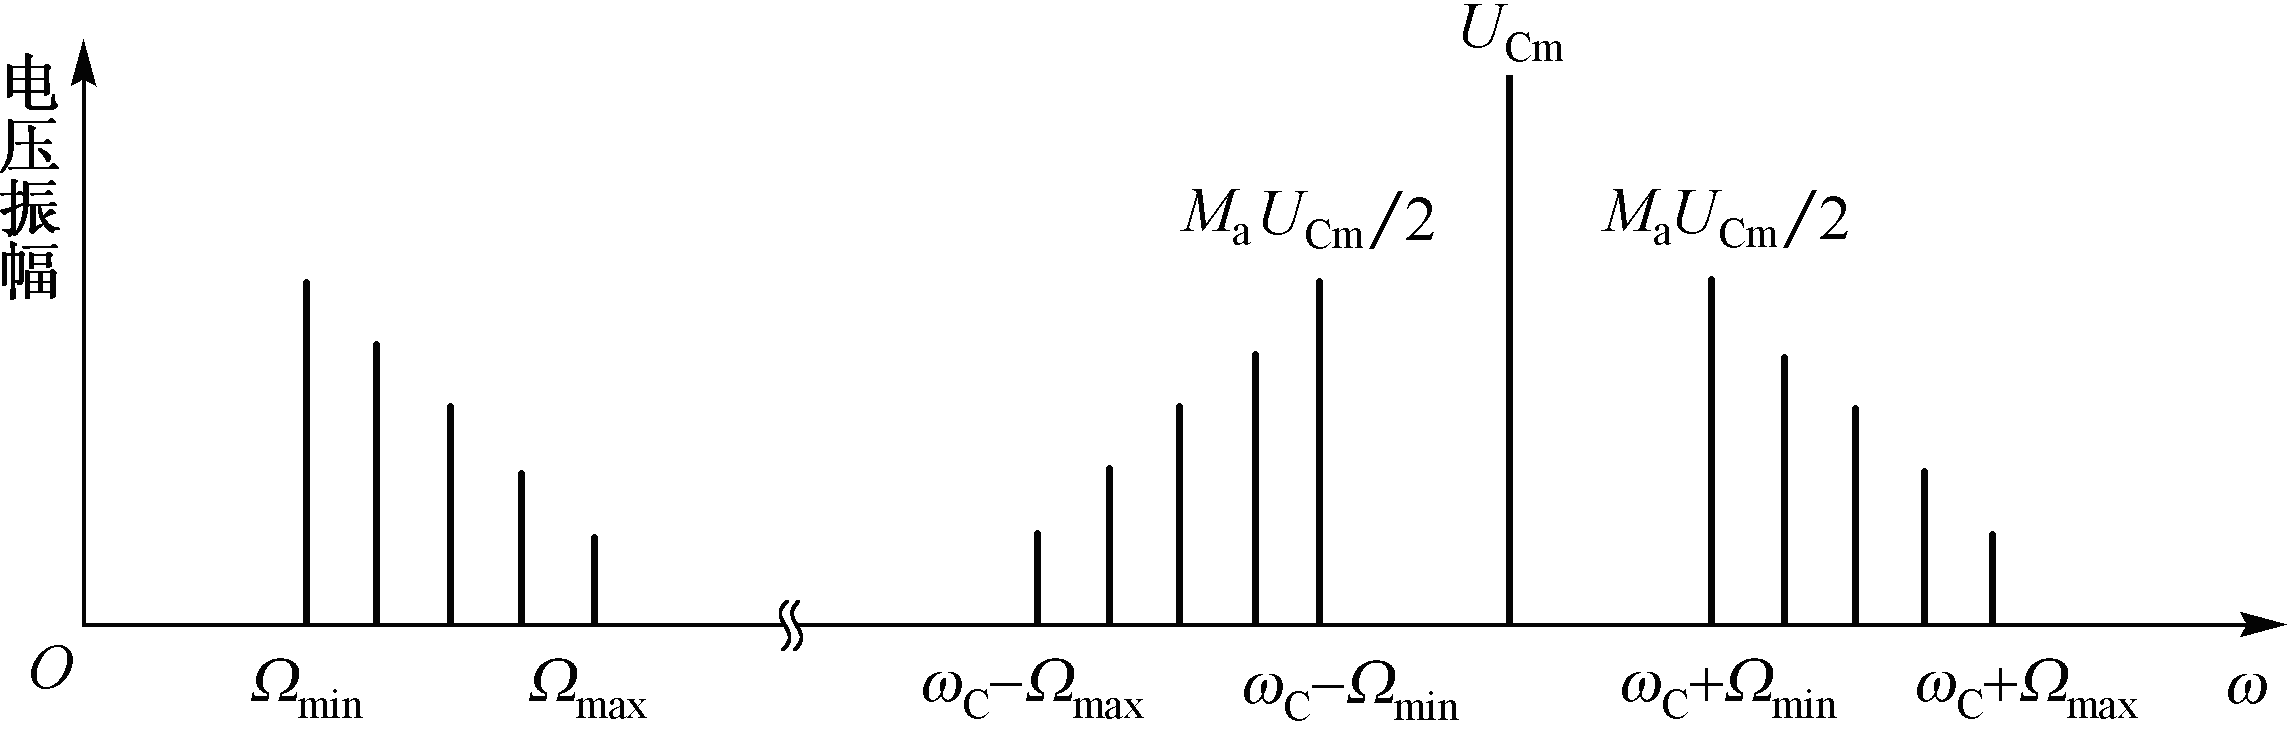 电压振幅
U_Cm
M_a U_Cm/2
M_a U_Cm/2
O
Ω_min
Ω_max
ω_C−Ω_max
ω_C−Ω_min
ω_C+Ω_min
ω_C+Ω_max
ω